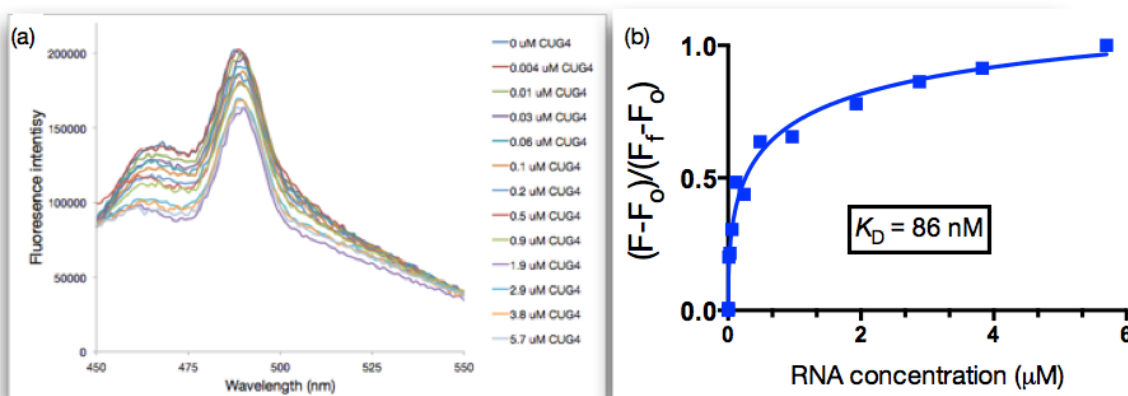 (a)
Fluoresence intentisy
200000
150000
100000
50000
0
450
475
500
525
550
Wavelength (nm)
0 uM CUG4
0.004 uM CUG4
0.01 uM CUG4
0.03 uM CUG4
0.06 uM CUG4
0.1 uM CUG4
0.2 uM CUG4
0.5 uM CUG4
0.9 uM CUG4
1.9 uM CUG4
2.9 uM CUG4
3.8 uM CUG4
5.7 uM CUG4
(b)
(F-Fo)/(Ff-Fo)
1.0
0.5
0.0
KD = 86 nM
0
2
4
6
RNA concentration (μM)